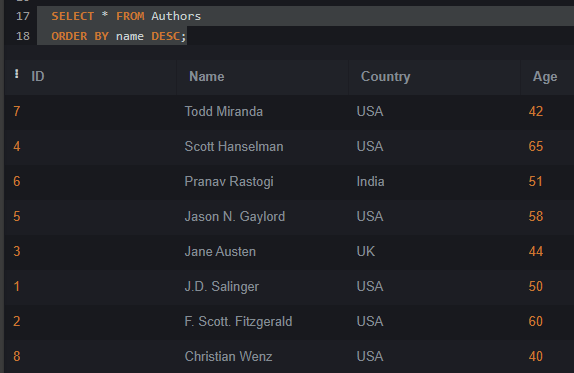 17 SELECT * FROM Authors
18 ORDER BY name DESC;
ID Name Country Age
7 Todd Miranda USA 42
4 Scott Hanselman USA 65
6 Pranav Rastogi India 51
5 Jason N. Gaylord USA 58
3 Jane Austen UK 44
1 J.D. Salinger USA 50
2 F. Scott. Fitzgerald USA 60
8 Christian Wenz USA 40